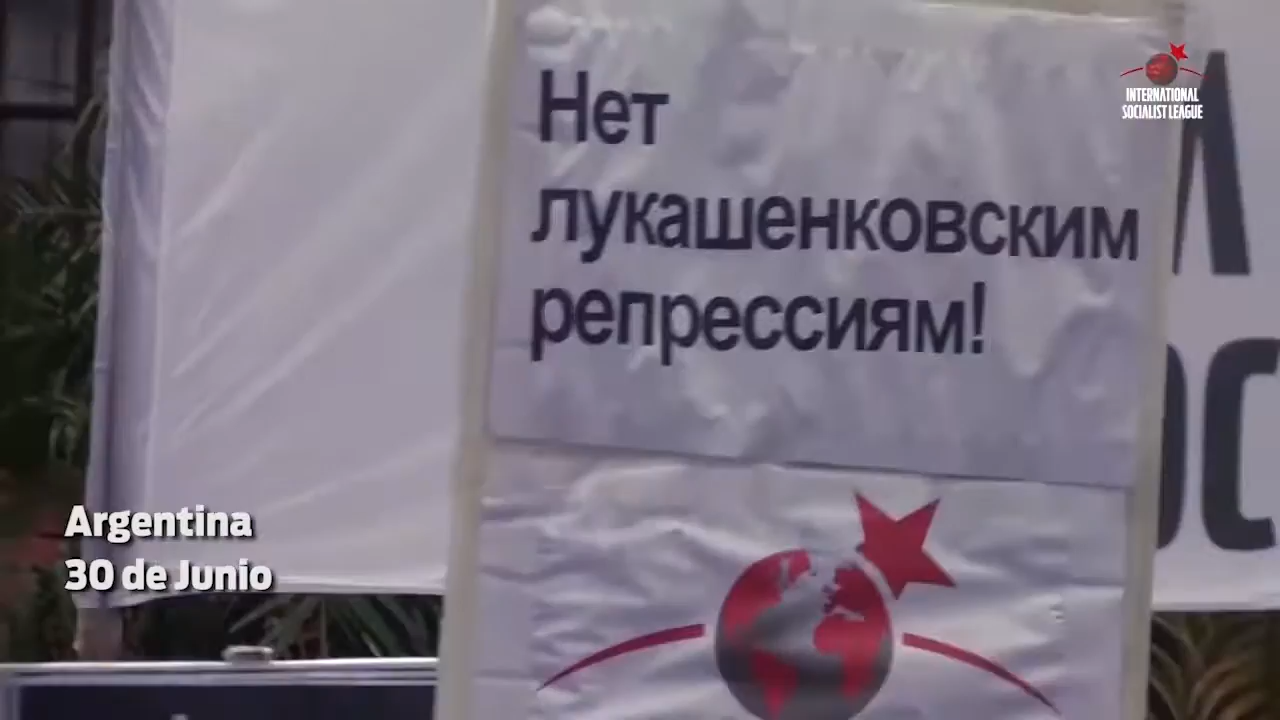 Нет
лукашенковским
репрессиям!
INTERNATIONAL
SOCIALIST LEAGUE
Argentina
30 de Junio